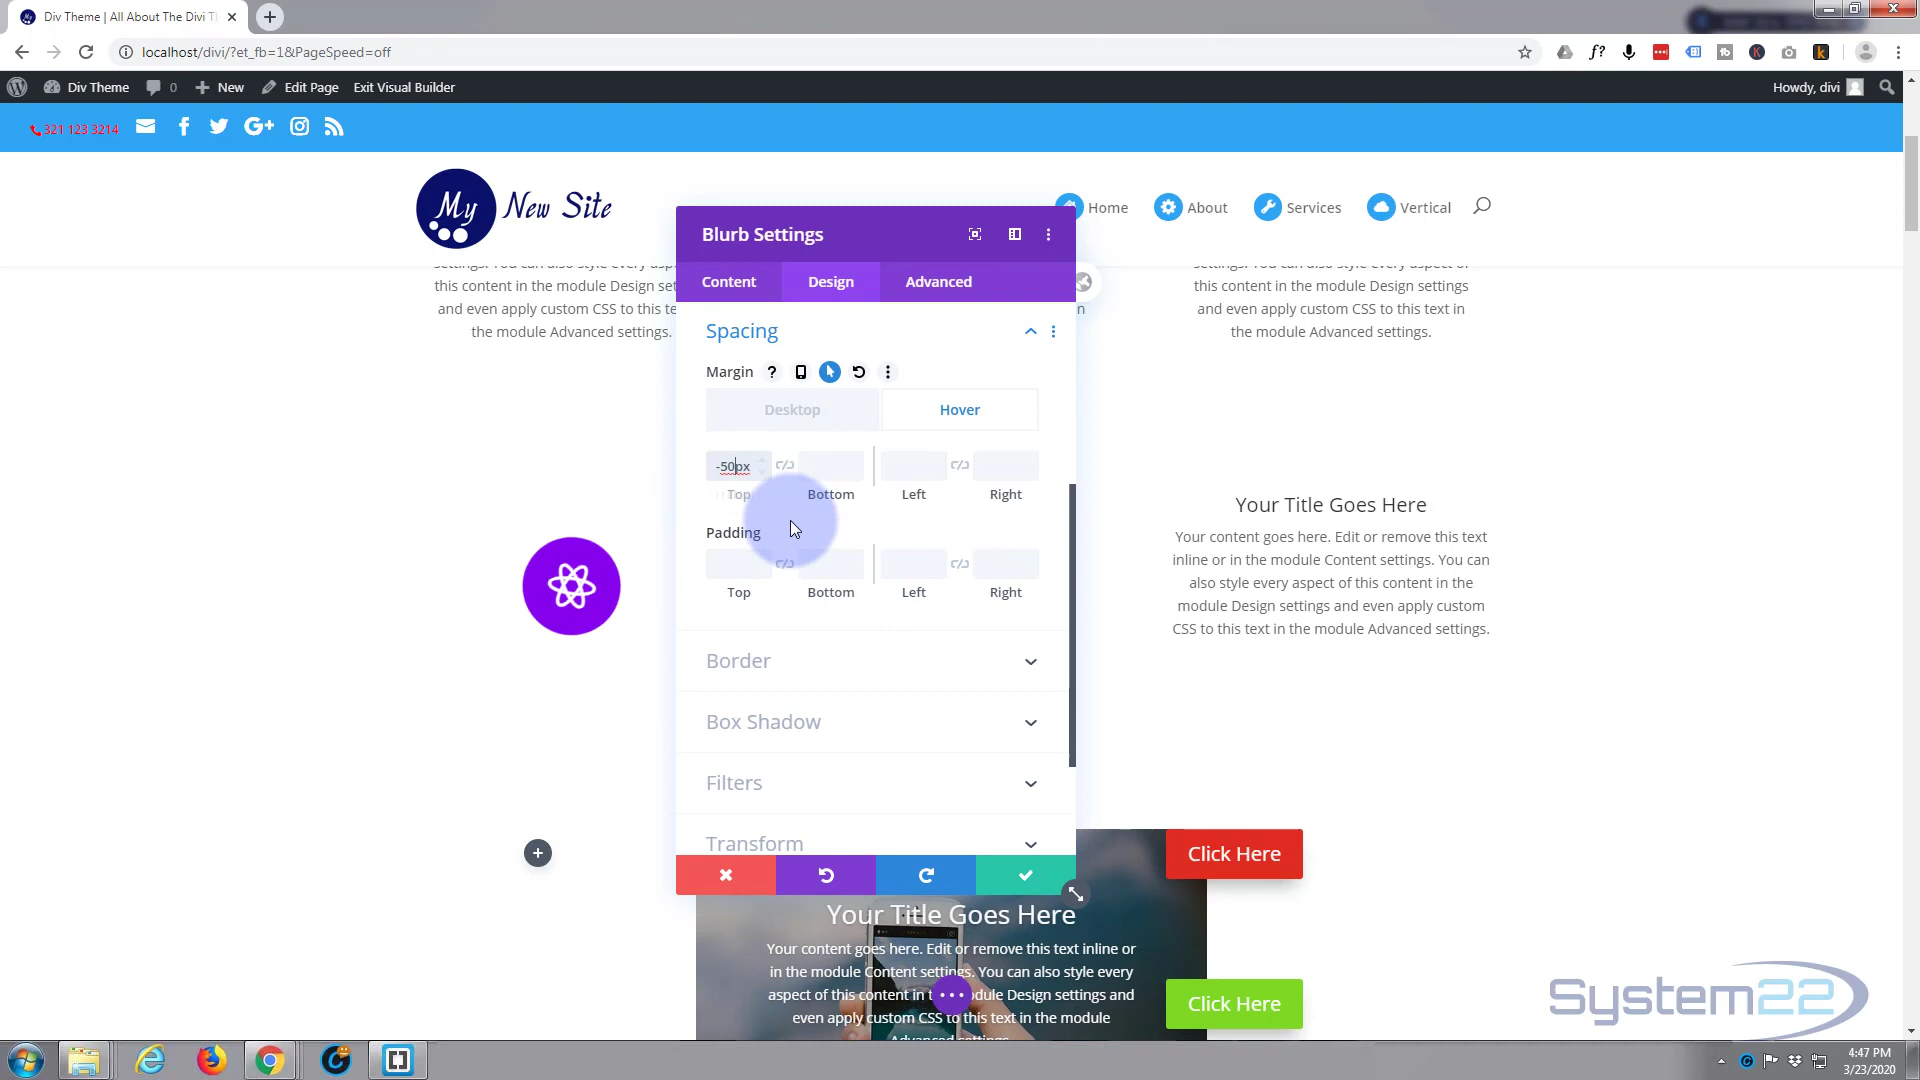 Div Theme | All About The Divi T
localhost/divi/?et_fb=1&PageSpeed=off
Div Theme
0
New
Edit Page
Exit Visual Builder
Howdy, divi
321 123 3214
My New Site
Home
About
Services
Vertical
Blurb Settings
Content
Design
Advanced
this content in the module Design se
and even apply custom CSS to this te
the module Advanced settings.
n
this content in the module Design settings
and even apply custom CSS to this text in
the module Advanced settings.
Spacing
Margin
Desktop
Hover
-50px
Top
Bottom
Left
Right
Padding
Top
Bottom
Left
Right
Border
Box Shadow
Filters
Transform
Your Title Goes Here
Your content goes here. Edit or remove this text
inline or in the module Content settings. You can
also style every aspect of this content in the
module Design settings and even apply custom
CSS to this text in the module Advanced settings.
Click Here
Your Title Goes Here
Your content goes here. Edit or remove this text inline or
in the module Content settings. You can also style every
aspect of this content in t dule Design settings and
even apply custom CSS to this text in the module
Advanced settings.
Click Here
System22
4:47 PM
3/23/2020